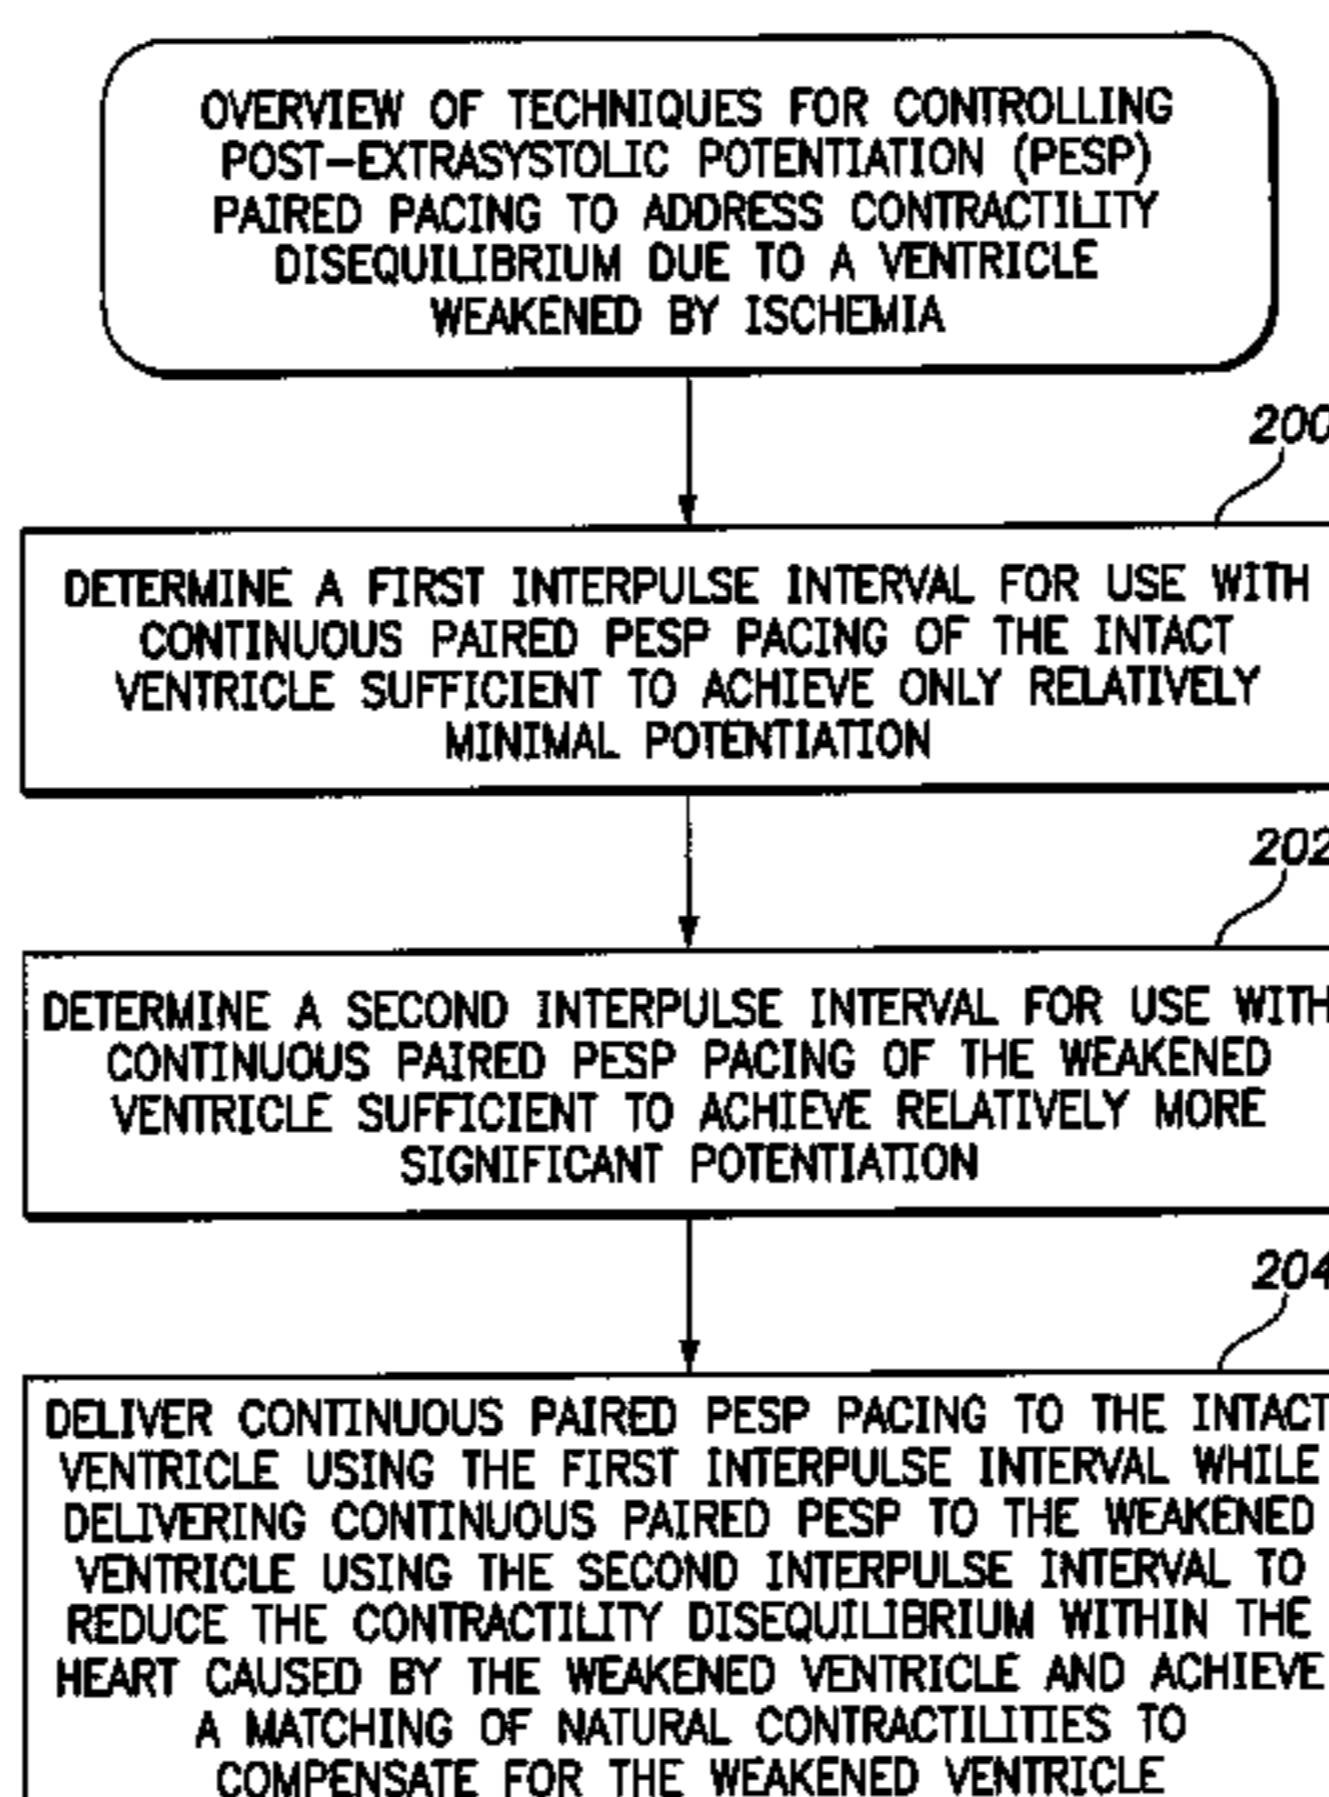 OVERVIEW OF TECHNIQUES FOR CONTROLLING
POST-EXTRASYSTOLIC POTENTIATION (PESP)
PAIRED PACING TO ADDRESS CONTRACTILITY
DISEQUILIBRIUM DUE TO A VENTRICLE
WEAKENED BY ISCHEMIA
200
DETERMINE A FIRST INTERPULSE INTERVAL FOR USE WITH
CONTINUOUS PAIRED PESP PACING OF THE INTACT
VENTRICLE SUFFICIENT TO ACHIEVE ONLY RELATIVELY
MINIMAL POTENTIATION
202
DETERMINE A SECOND INTERPULSE INTERVAL FOR USE WITH
CONTINUOUS PAIRED PESP PACING OF THE WEAKENED
VENTRICLE SUFFICIENT TO ACHIEVE RELATIVELY MORE
SIGNIFICANT POTENTIATION
204
DELIVER CONTINUOUS PAIRED PESP PACING TO THE INTACT
VENTRICLE USING THE FIRST INTERPULSE INTERVAL WHILE
DELIVERING CONTINUOUS PAIRED PESP TO THE WEAKENED
VENTRICLE USING THE SECOND INTERPULSE INTERVAL TO
REDUCE THE CONTRACTILITY DISEQUILIBRIUM WITHIN THE
HEART CAUSED BY THE WEAKENED VENTRICLE AND ACHIEVE
A MATCHING OF NATURAL CONTRACTILITIES TO
COMPENSATE FOR THE WEAKENED VENTRICLE